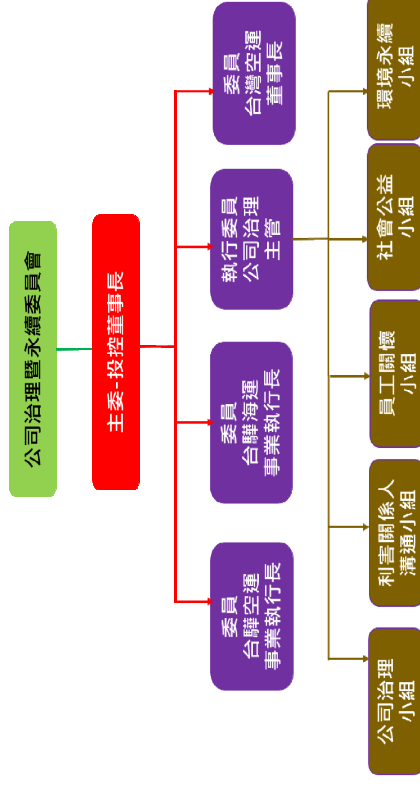 公司治理暨永續委員會
主委-投控董事長
委員
台驊空運
事業執行長
委員
台驊海運
事業執行長
執行委員
公司治理
主管
委員
台灣空運
董事長
公司治理
小組
利害關係人
溝通小組
員工關懷
小組
社會公益
小組
環境永續
小組